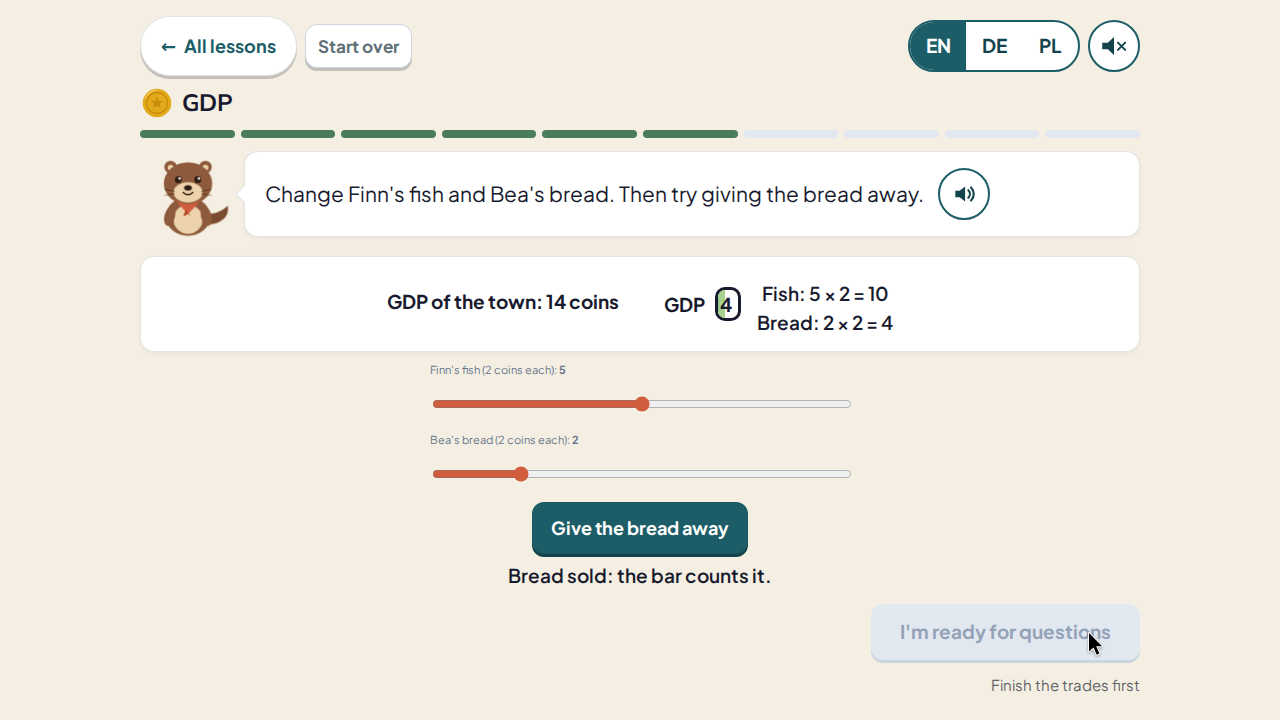 ← All lessons
Start over
EN
DE
PL
GDP
Change Finn's fish and Bea's bread. Then try giving the bread away.
GDP of the town: 14 coins
GDP
4
Fish: 5 × 2 = 10
Bread: 2 × 2 = 4
Finn's fish (2 coins each): 5
Bea's bread (2 coins each): 2
Give the bread away
Bread sold: the bar counts it.
I'm ready for questions
Finish the trades first